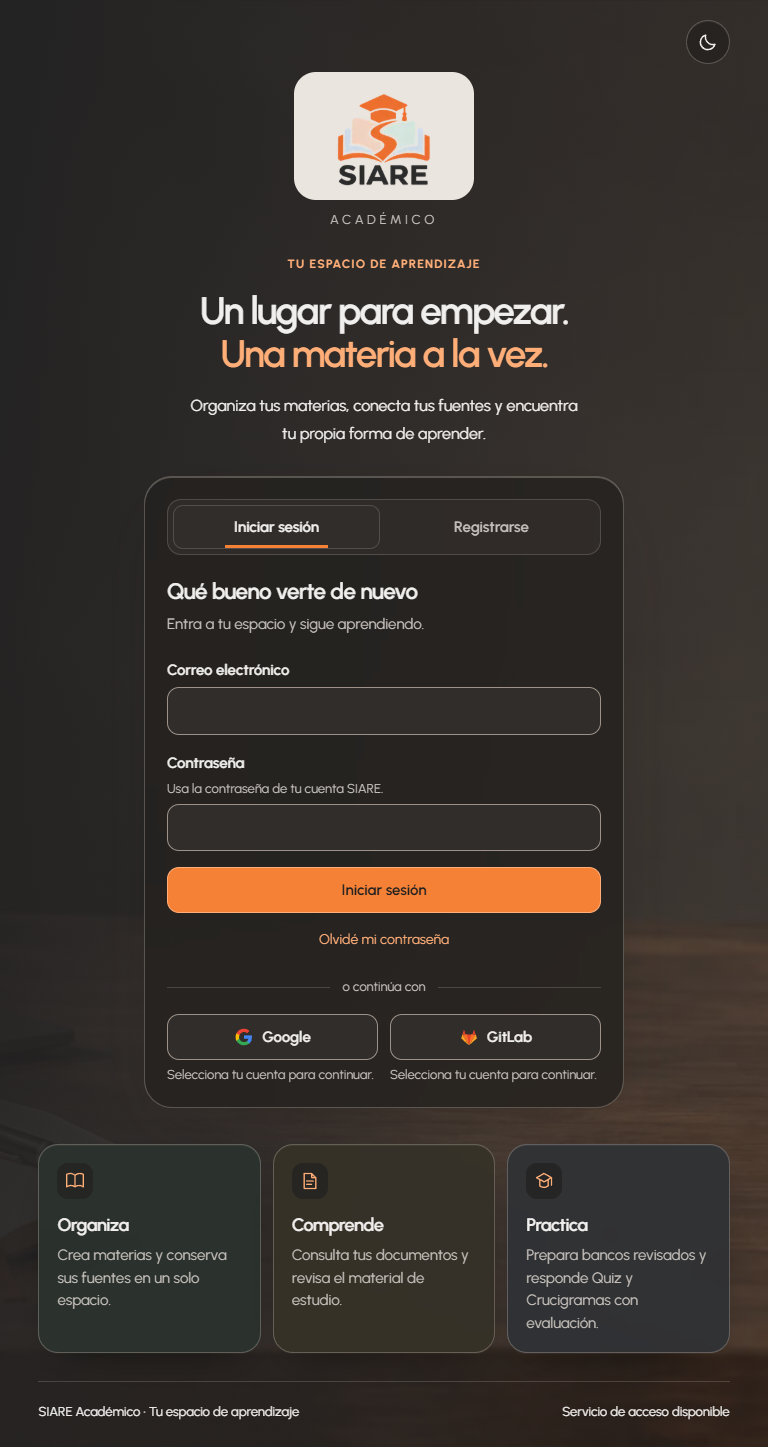 SIARE
ACADÉMICO
TU ESPACIO DE APRENDIZAJE
Un lugar para empezar.
Una materia a la vez.
Organiza tus materias, conecta tus fuentes y encuentra
tu propia forma de aprender.
Iniciar sesión
Registrarse
Qué bueno verte de nuevo
Entra a tu espacio y sigue aprendiendo.
Correo electrónico
Contraseña
Usa la contraseña de tu cuenta SIARE.
Iniciar sesión
Olvidé mi contraseña
o continúa con
Google
GitLab
Selecciona tu cuenta para continuar.
Selecciona tu cuenta para continuar.
Organiza
Crea materias y conserva
sus fuentes en un solo
espacio.
Comprende
Consulta tus documentos y
revisa el material de
estudio.
Practica
Prepara bancos revisados y
responde Quiz y
Crucigramas con
evaluación.
SIARE Académico · Tu espacio de aprendizaje
Servicio de acceso disponible